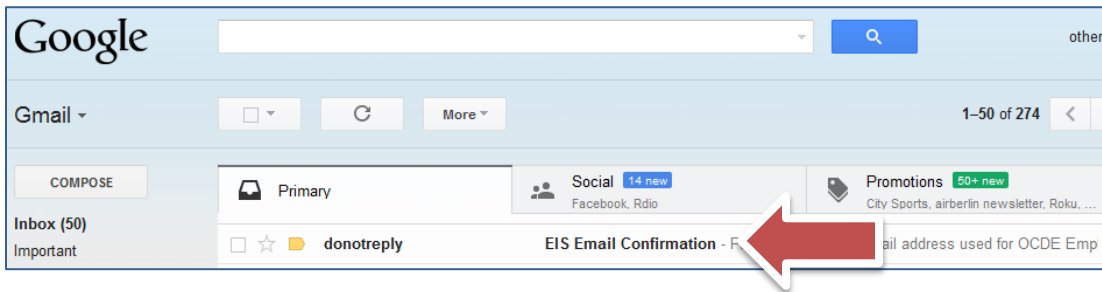 Google
other
Gmail
More
1–50 of 274
COMPOSE
Primary
Social 14 new
Facebook, Rdio
Promotions 50+ new
City Sports, airberlin newsletter, Roku, ...
Inbox (50)
Important
donotreply EIS Email Confirmation - address used for OCDE Emp